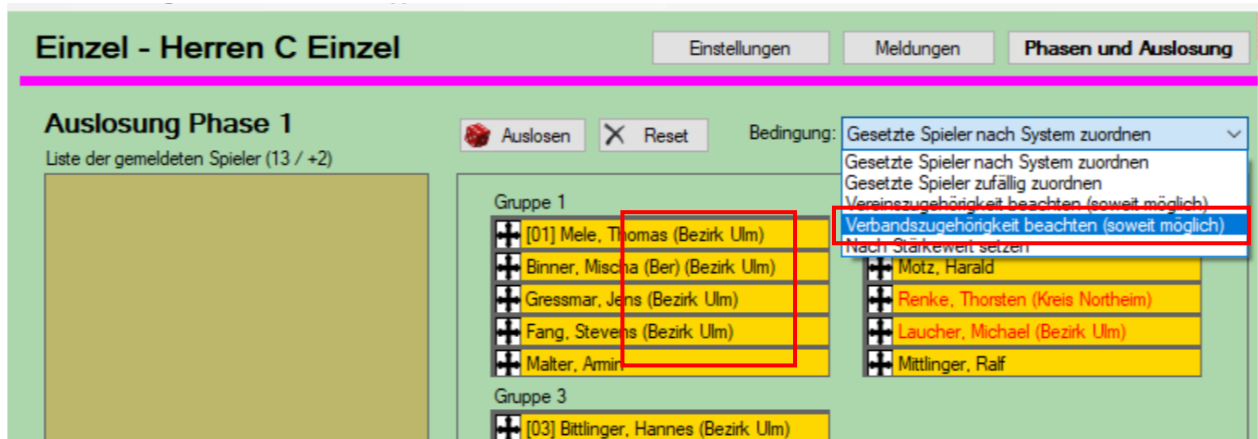 Einzel - Herren C Einzel
Einstellungen
Meldungen
Phasen und Auslosung
Auslosung Phase 1
Liste der gemeldeten Spieler (13 / +2)
Auslosen
Reset
Bedingung:
Gesetzte Spieler nach System zuordnen
Gesetzte Spieler nach System zuordnen
Gesetzte Spieler zufällig zuordnen
Vereinszugehörigkeit beachten (soweit möglich)
Verbandszugehörigkeit beachten (soweit möglich)
Nach Stärkewert setzen
Gruppe 1
[01] Mele, Thomas (Bezirk Ulm)
Binner, Mischa (Ber) (Bezirk Ulm)
Gressmar, Jens (Bezirk Ulm)
Fang, Stevens (Bezirk Ulm)
Malter, Armin
Motz, Harald
Renke, Thorsten (Kreis Northeim)
Laucher, Michael (Bezirk Ulm)
Mittlinger, Ralf
Gruppe 3
[03] Bittlinger, Hannes (Bezirk Ulm)